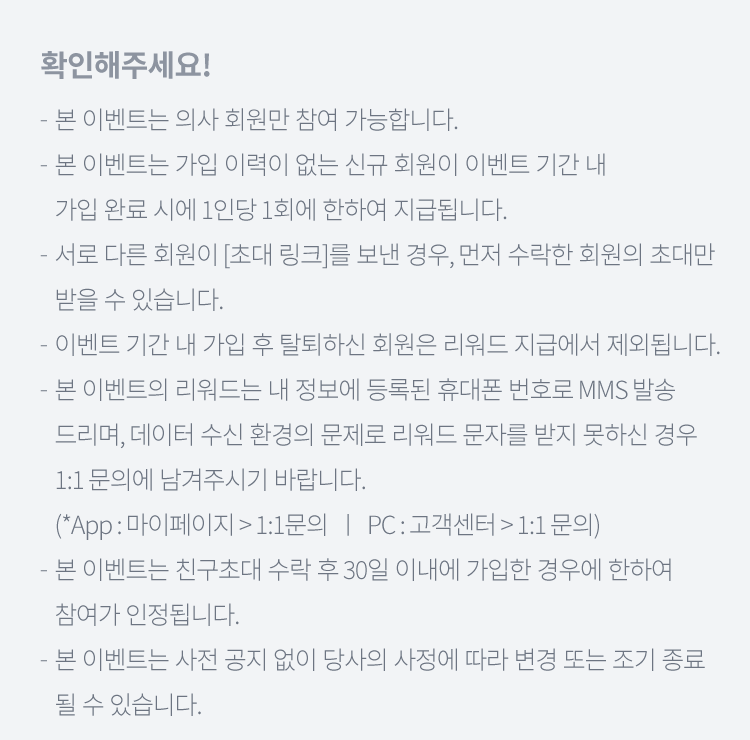 확인해주세요!
- 본 이벤트는 의사 회원만 참여 가능합니다.
- 본 이벤트는 가입 이력이 없는 신규 회원이 이벤트 기간 내
가입 완료 시에 1인당 1회에 한하여 지급됩니다.
- 서로 다른 회원이 [초대 링크]를 보낸 경우, 먼저 수락한 회원의 초대만
받을 수 있습니다.
- 이벤트 기간 내 가입 후 탈퇴하신 회원은 리워드 지급에서 제외됩니다.
- 본 이벤트의 리워드는 내 정보에 등록된 휴대폰 번호로 MMS 발송
드리며, 데이터 수신 환경의 문제로 리워드 문자를 받지 못하신 경우
1:1 문의에 남겨주시기 바랍니다.
(*App : 마이페이지 > 1:1문의 ㅣ PC : 고객센터 > 1:1 문의)
- 본 이벤트는 친구초대 수락 후 30일 이내에 가입한 경우에 한하여
참여가 인정됩니다.
- 본 이벤트는 사전 공지 없이 당사의 사정에 따라 변경 또는 조기 종료
될 수 있습니다.